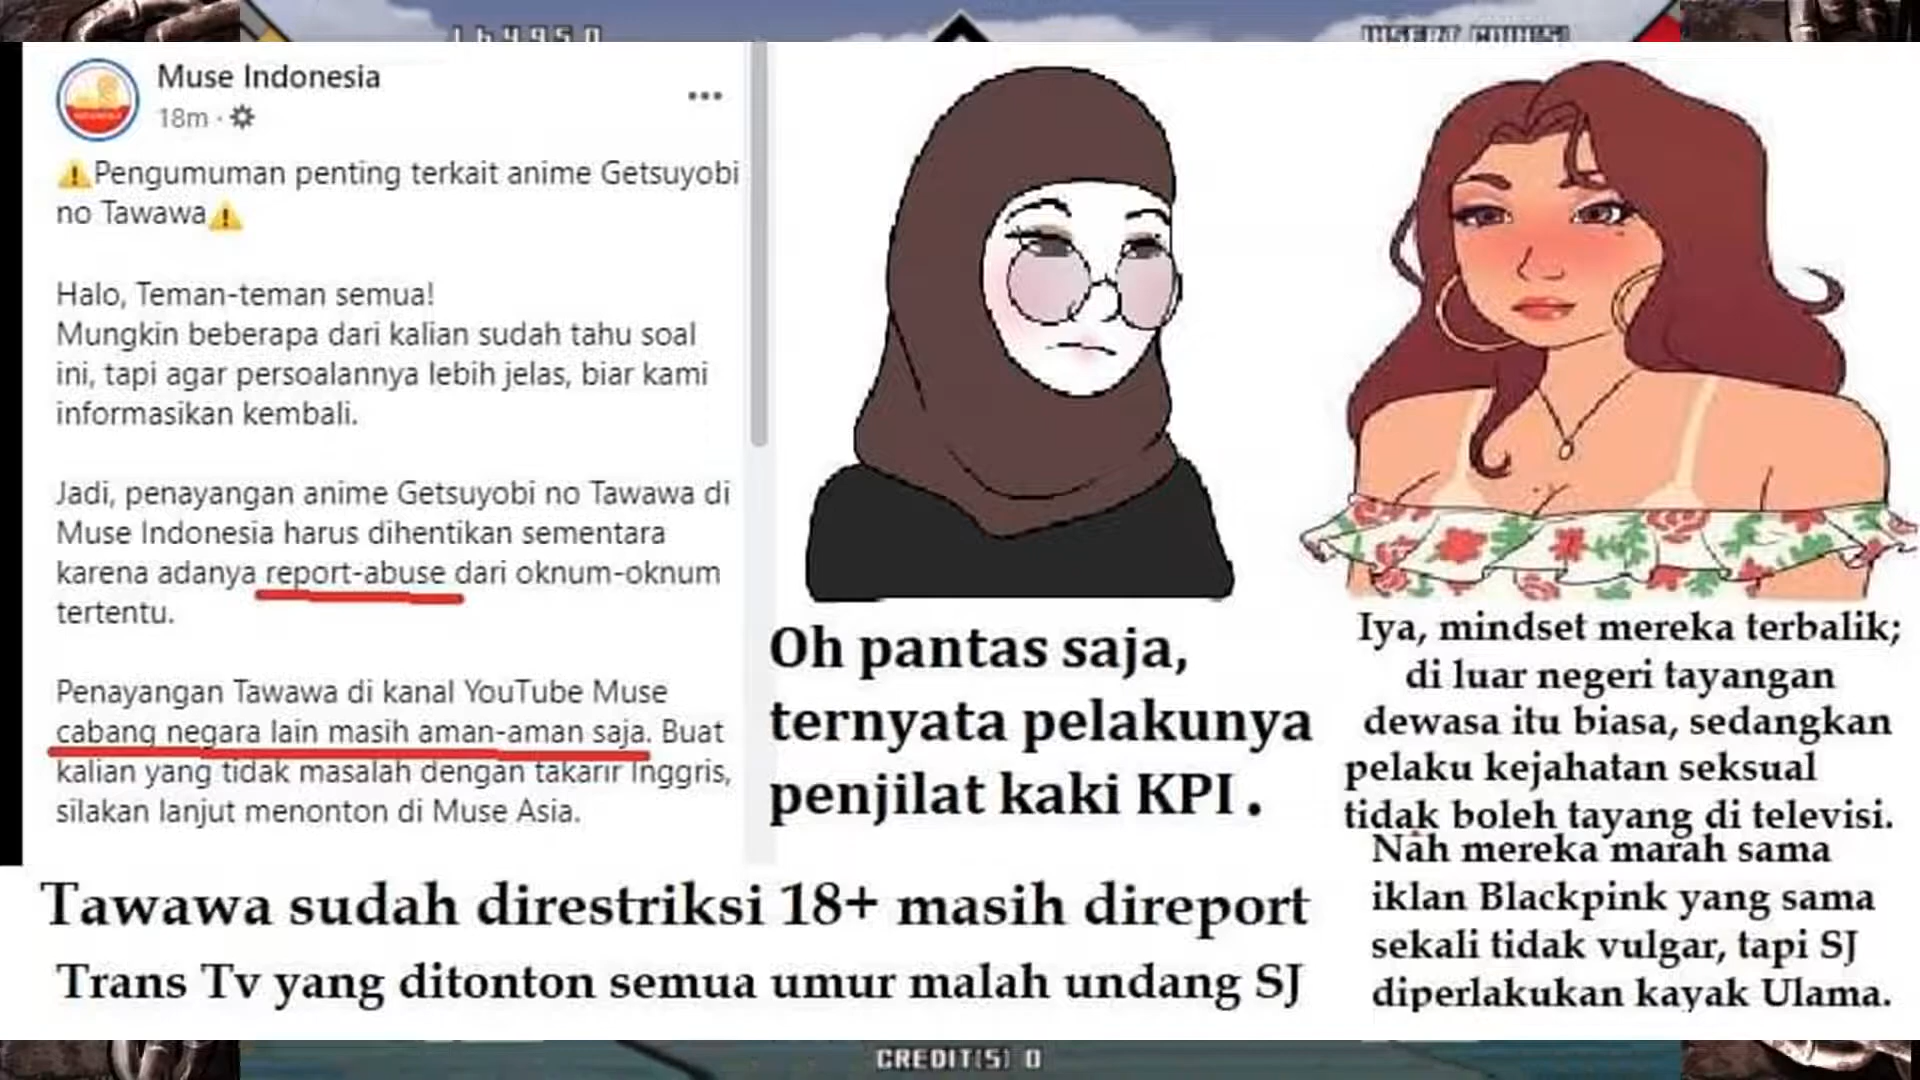 164950
INSERT COIN(S)
Muse Indonesia
18m ·
⚠️Pengumuman penting terkait anime Getsuyobi
no Tawawa⚠️
Halo, Teman-teman semua!
Mungkin beberapa dari kalian sudah tahu soal
ini, tapi agar persoalannya lebih jelas, biar kami
informasikan kembali.
Jadi, penayangan anime Getsuyobi no Tawawa di
Muse Indonesia harus dihentikan sementara
karena adanya report-abuse dari oknum-oknum
tertentu.
Penayangan Tawawa di kanal YouTube Muse
cabang negara lain masih aman-aman saja. Buat
kalian yang tidak masalah dengan takarir Inggris,
silakan lanjut menonton di Muse Asia.
Oh pantas saja,
ternyata pelakunya
penjilat kaki KPI.
Iya, mindset mereka terbalik;
di luar negeri tayangan
dewasa itu biasa, sedangkan
pelaku kejahatan seksual
tidak boleh tayang di televisi.
Nah mereka marah sama
iklan Blackpink yang sama
sekali tidak vulgar, tapi SJ
diperlakukan kayak Ulama.
Tawawa sudah direstriksi 18+ masih direport
Trans Tv yang ditonton semua umur malah undang SJ
CREDIT(S) 0